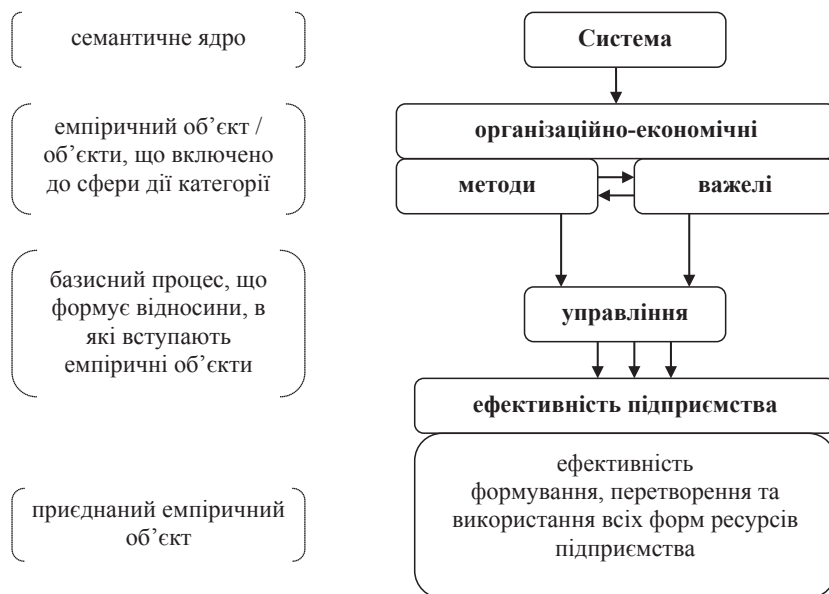 семантичне ядро
Система
емпіричний об’єкт /
об’єкти, що включено
до сфери дії категорії
організаційно-економічні
методи
важелі
базисний процес, що
формує відносини, в
які вступають
емпіричні об’єкти
управління
ефективність підприємства
приєднаний емпіричний
об’єкт
ефективність
формування, перетворення та
використання всіх форм ресурсів
підприємства